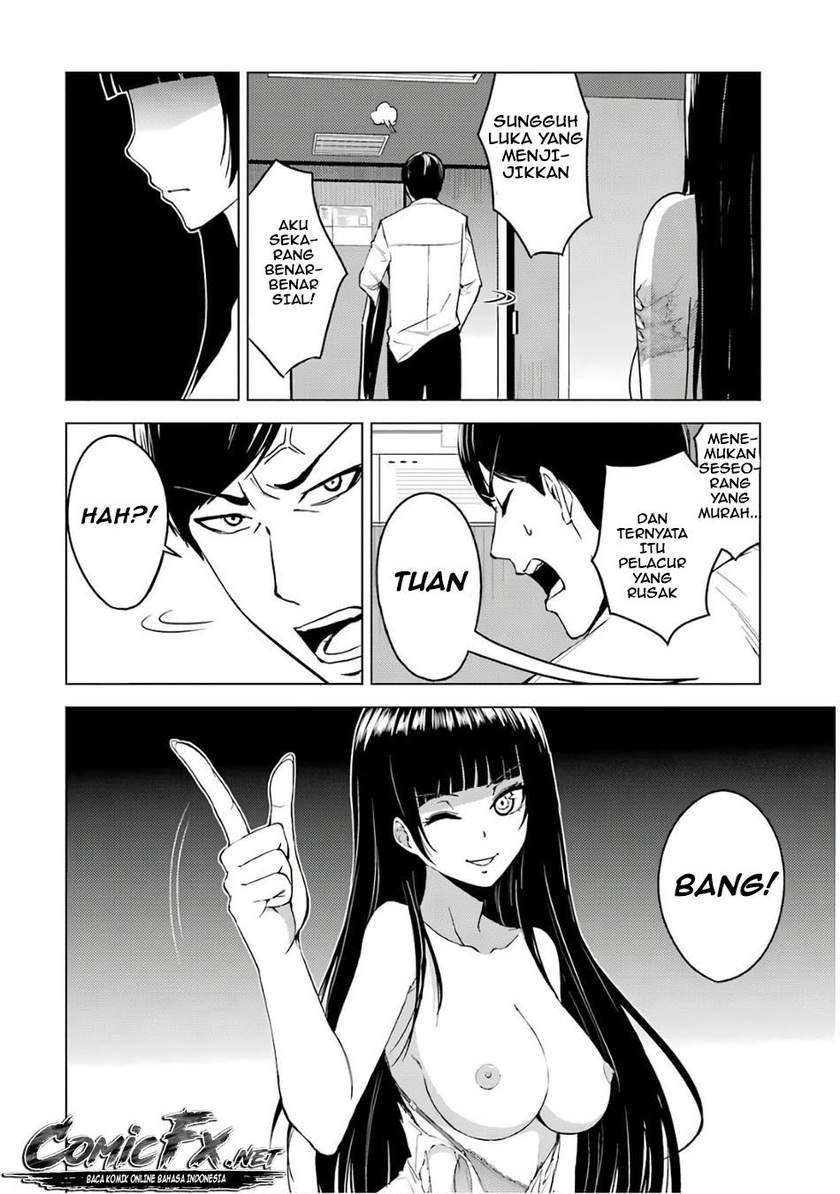 SUNGGUH
LUKA YANG
MENJI-
JIKKAN
AKU
SEKA-
RANG
BENAR-
BENAR
SIAL!
MENE-
MUKAN
SESEO-
RANG
YANG
MURAH..
DAN
TERNYATA
ITU
PELACUR
YANG
RUSAK
TUAN
HAH?!
BANG!
COMICFX.NET
BACA KOMIK ONLINE BAHASA INDONESIA